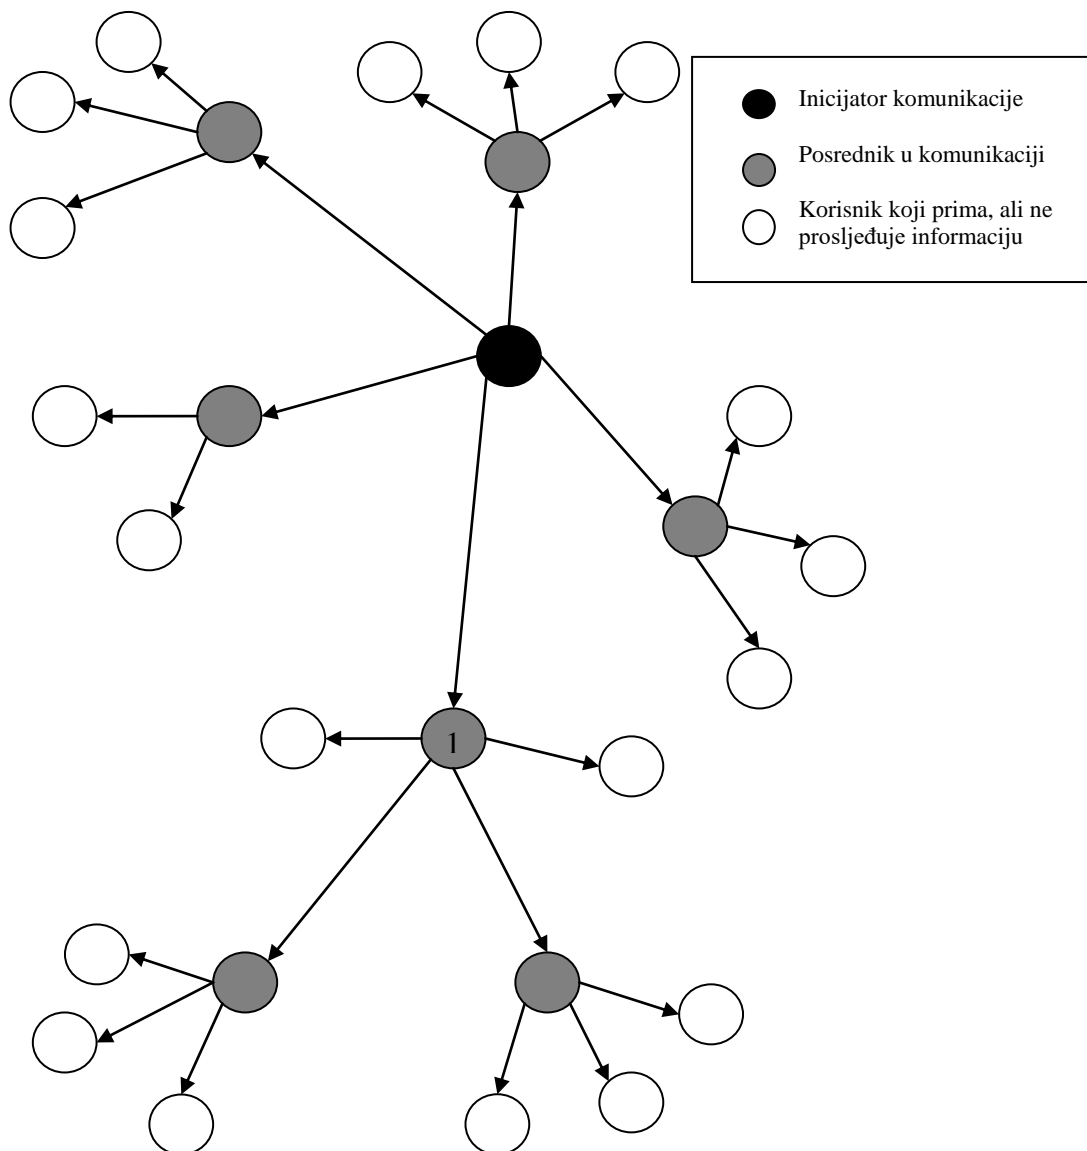 Inicijator komunikacije
Posrednik u komunikaciji
Korisnik koji prima, ali ne
prosljeđuje informaciju
1